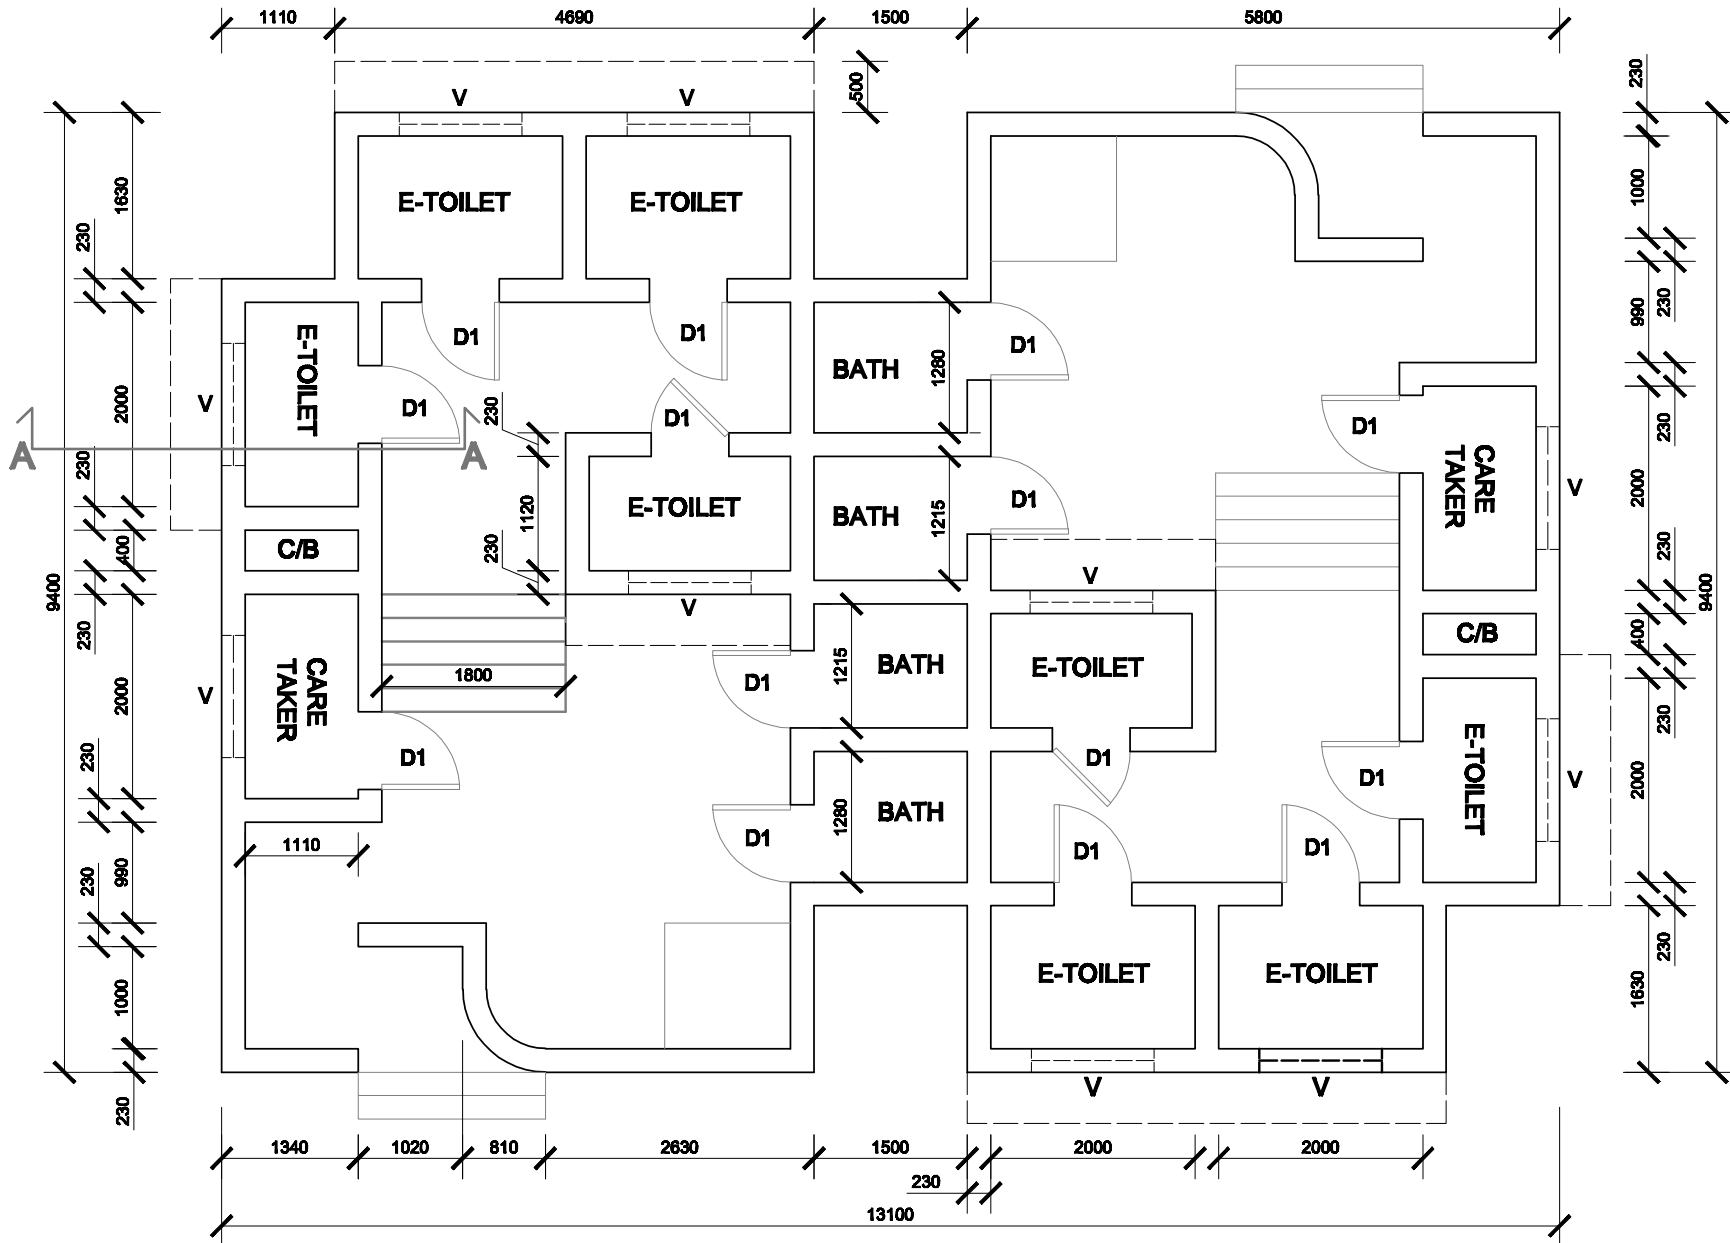 1110
4690
1500
5800
500
230
V
V
1630
E-TOILET
E-TOILET
1000
230
230
990
D1
D1
D1
1280
BATH
E-TOILET
V
D1
2000
230
D1
230
D1
A
A
230
CARE
TAKER
V
2000
E-TOILET
BATH
1215
D1
1120
230
C/B
400
230
V
9400
9400
230
V
C/B
400
CARE
TAKER
V
2000
1800
D1
1215
BATH
E-TOILET
230
D1
D1
D1
E-TOILET
V
2000
230
1280
BATH
D1
D1
D1
1110
990
230
E-TOILET
E-TOILET
230
1630
1000
V
V
230
1340
1020
810
2630
1500
2000
2000
230
13100